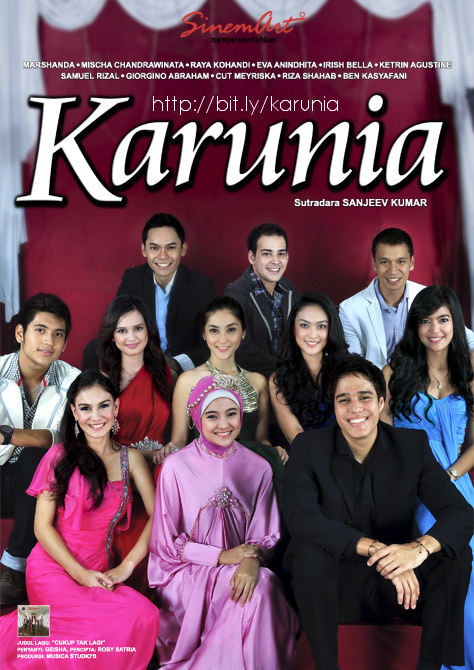 SinemArt
mempersembahkan
MARSHANDA • MISCHA CHANDRAWINATA • RAYA KOHANDI • EVA ANINDHITA • IRISH BELLA • KETRIN AGUSTINE
SAMUEL RIZAL • GIORGINO ABRAHAM • CUT MEYRISKA • RIZA SHAHAB • BEN KASYAFANI
http://bit.ly/karunia
Karunia
Sutradara SANJEEV KUMAR
JUDUL LAGU: "CUKUP TAK LAGI"
PENYANYI: GEISHA, PENCIPTA: ROBY SATRIA
PRODUKSI: MUSICA STUDIO'S